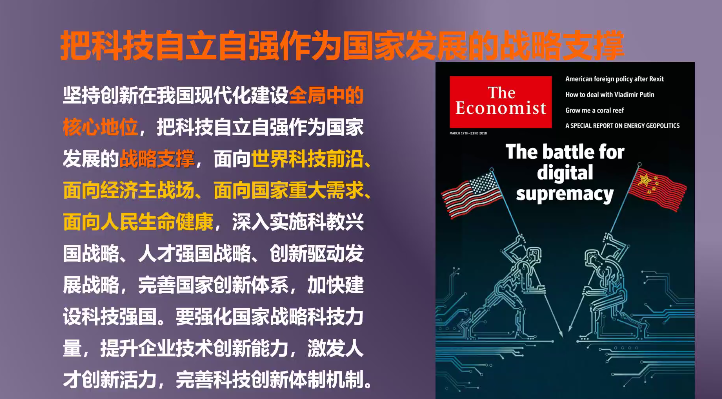 把科技自立自强作为国家发展的战略支撑
坚持创新在我国现代化建设全局中的
核心地位，把科技自立自强作为国家
发展的战略支撑，面向世界科技前沿、
面向经济主战场、面向国家重大需求、
面向人民生命健康，深入实施科教兴
国战略、人才强国战略、创新驱动发
展战略，完善国家创新体系，加快建
设科技强国。要强化国家战略科技力
量，提升企业技术创新能力，激发人
才创新活力，完善科技创新体制机制。
The
Economist
MARCH 17TH–23RD 2018
American foreign policy after Rexit
How to deal with Vladimir Putin
Grow me a coral reef
A SPECIAL REPORT ON ENERGY GEOPOLITICS
The battle for
digital
supremacy